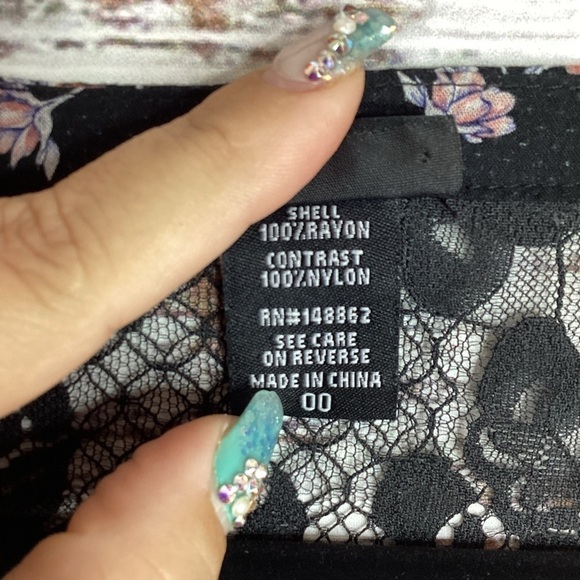 SHELL
100%RAYON
CONTRAST
100%NYLON
RN#148862
SEE CARE
ON REVERSE
MADE IN CHINA
00